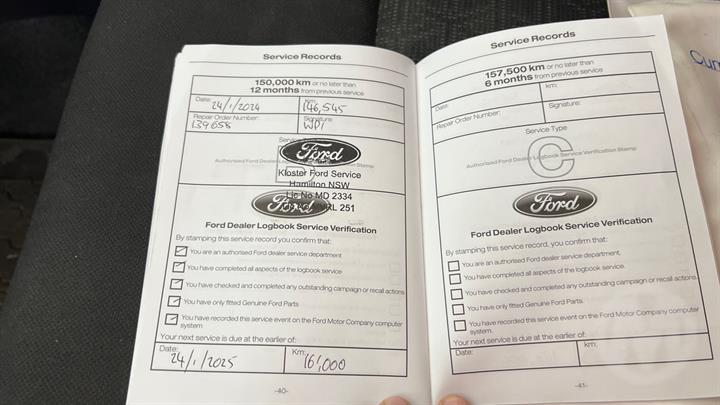 Service Records
150,000 km or no later than
12 months from previous service
Date: 24/1/2024
Km: 146,545
Repair Order Number: 139658
Signature: WD1
Service
Authorised Ford Dealer
Ford
Kloster Ford Service
Hamilton NSW
Lic No MD 2334
RL 251
Ford
Ford Dealer Logbook Service Verification
By stamping this service record you confirm that:
You are an authorised Ford dealer service department
You have completed all aspects of the logbook service
You have checked and completed any outstanding campaign or recall actions
You have only fitted Genuine Ford Parts
You have recorded this service event on the Ford Motor Company computer
system
Your next service is due at the earlier of:
Date: 24/1/2025
Km: 161,000
-40-
Service Records
157,500 km or no later than
6 months from previous service
Date:
km:
Repair Order Number:
Signature:
Service Type
C
Authorised Ford Dealer Logbook Service Verification Stamp
Ford
Ford Dealer Logbook Service Verification
By stamping this service record, you confirm that:
You are an authorised Ford dealer service department.
You have completed all aspects of the logbook service.
You have checked and completed any outstanding campaign or recall actions.
You have only fitted Genuine Ford Parts.
You have recorded this service event on the Ford Motor Company computer
system.
Your next service is due at the earlier of:
Date:
km:
-41-